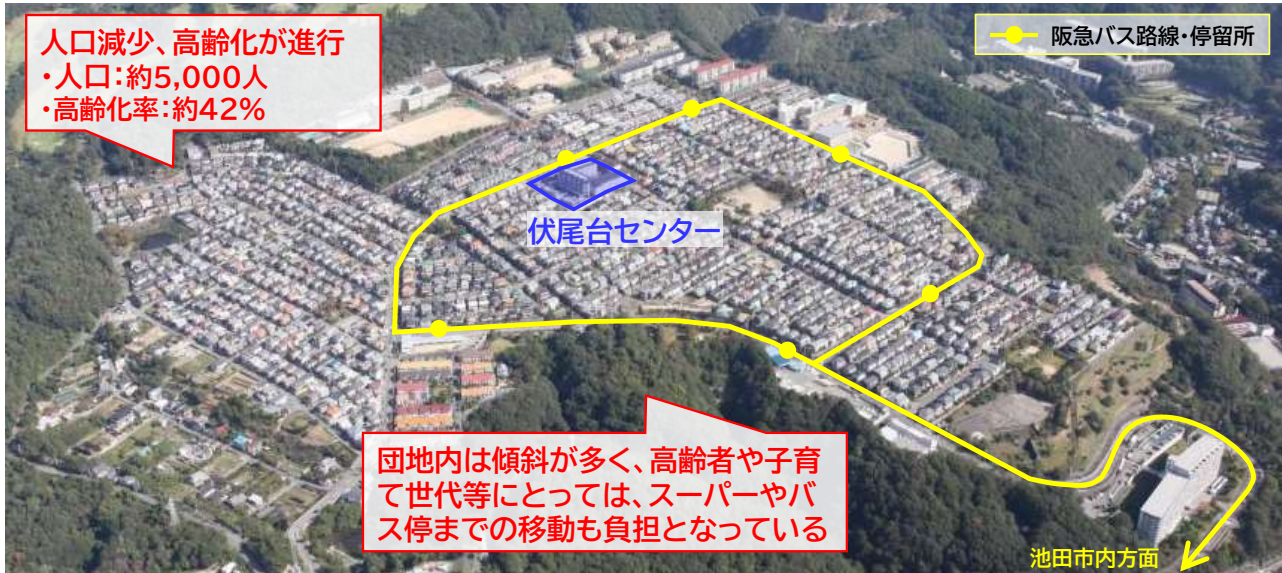 人口減少、高齢化が進行
・人口：約5,000人
・高齢化率：約42%
阪急バス路線・停留所
伏尾台センター
団地内は傾斜が多く、高齢者や子育
て世代等にとっては、スーパーやバ
ス停までの移動も負担となっている
池田市内方面